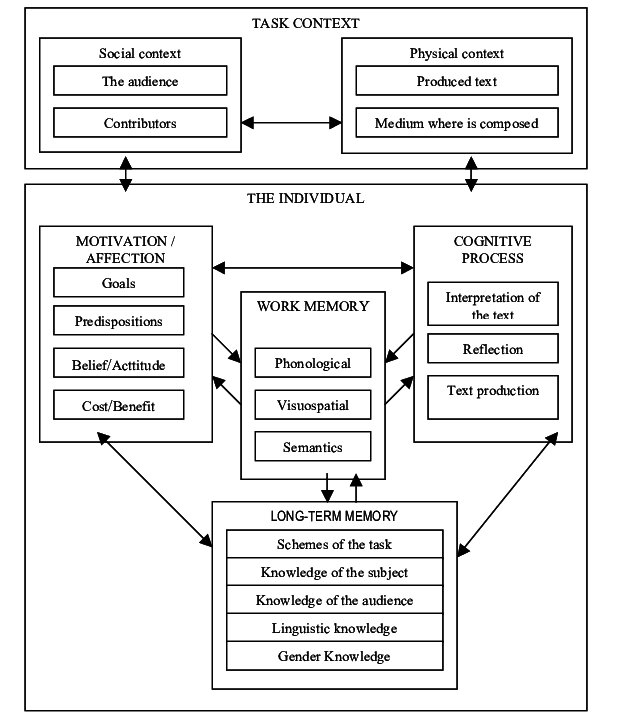 TASK CONTEXT
Social context
The audience
Contributors
Physical context
Produced text
Medium where is composed
THE INDIVIDUAL
MOTIVATION /
AFFECTION
Goals
Predispositions
Belief/Acttitude
Cost/Benefit
WORK MEMORY
Phonological
Visuospatial
Semantics
COGNITIVE
PROCESS
Interpretation of
the text
Reflection
Text production
LONG-TERM MEMORY
Schemes of the task
Knowledge of the subject
Knowledge of the audience
Linguistic knowledge
Gender Knowledge